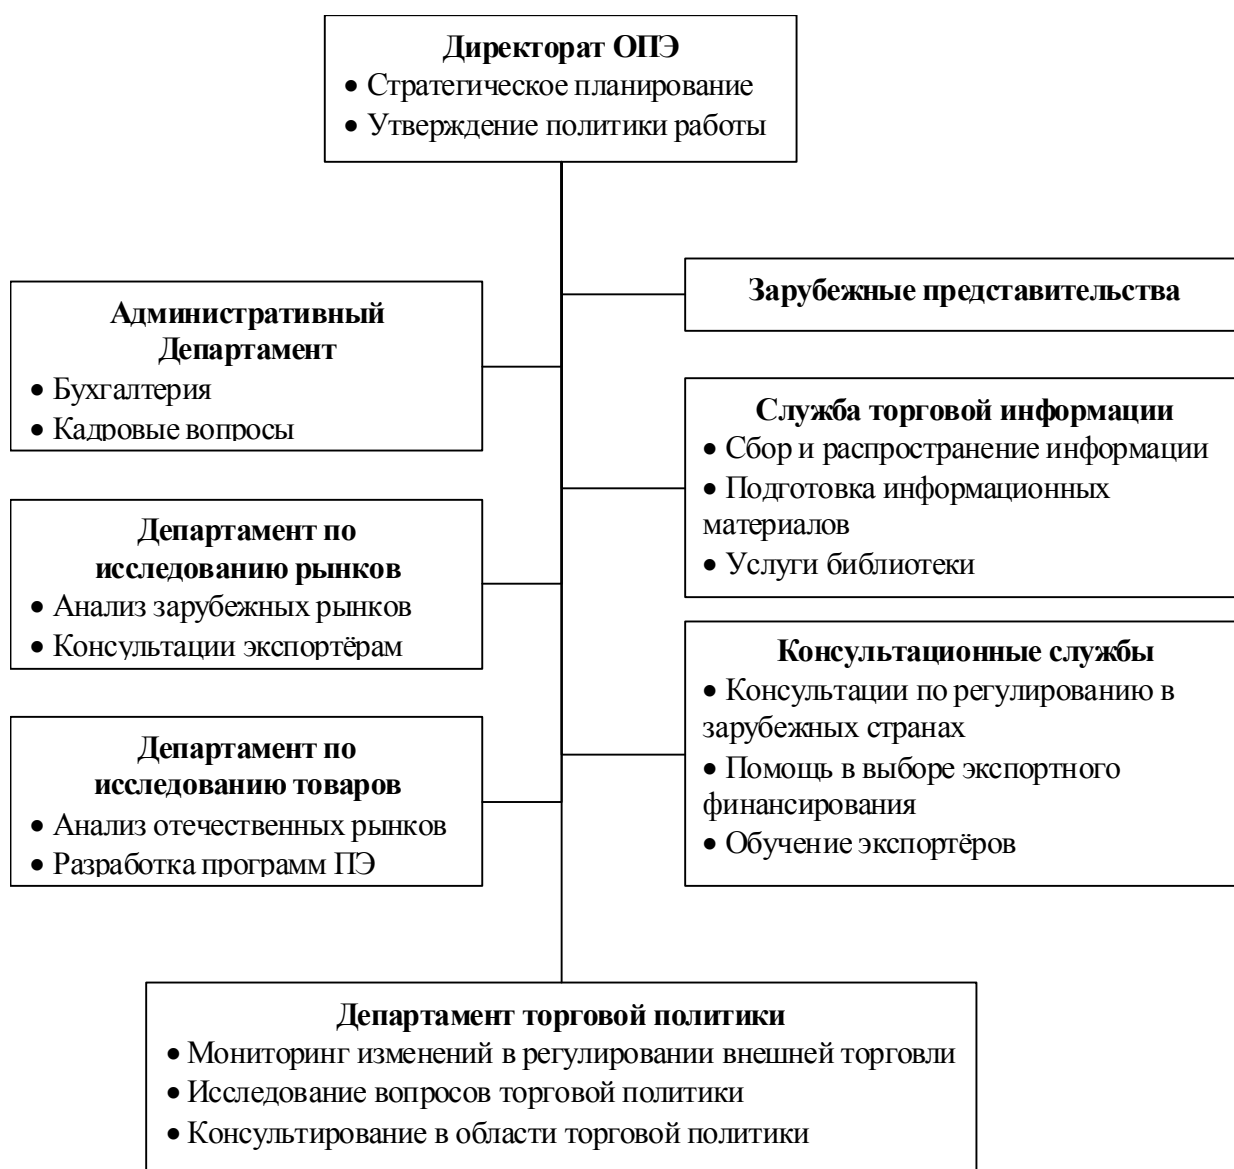 Директорат ОПЭ
• Стратегическое планирование
• Утверждение политики работы
Зарубежные представительства
Административный
Департамент
• Бухгалтерия
• Кадровые вопросы
Служба торговой информации
• Сбор и распространение информации
• Подготовка информационных
материалов
• Услуги библиотеки
Департамент по
исследованию рынков
• Анализ зарубежных рынков
• Консультации экспортёрам
Консультационные службы
• Консультации по регулированию в
зарубежных странах
• Помощь в выборе экспортного
финансирования
• Обучение экспортёров
Департамент по
исследованию товаров
• Анализ отечественных рынков
• Разработка программ ПЭ
Департамент торговой политики
• Мониторинг изменений в регулировании внешней торговли
• Исследование вопросов торговой политики
• Консультирование в области торговой политики